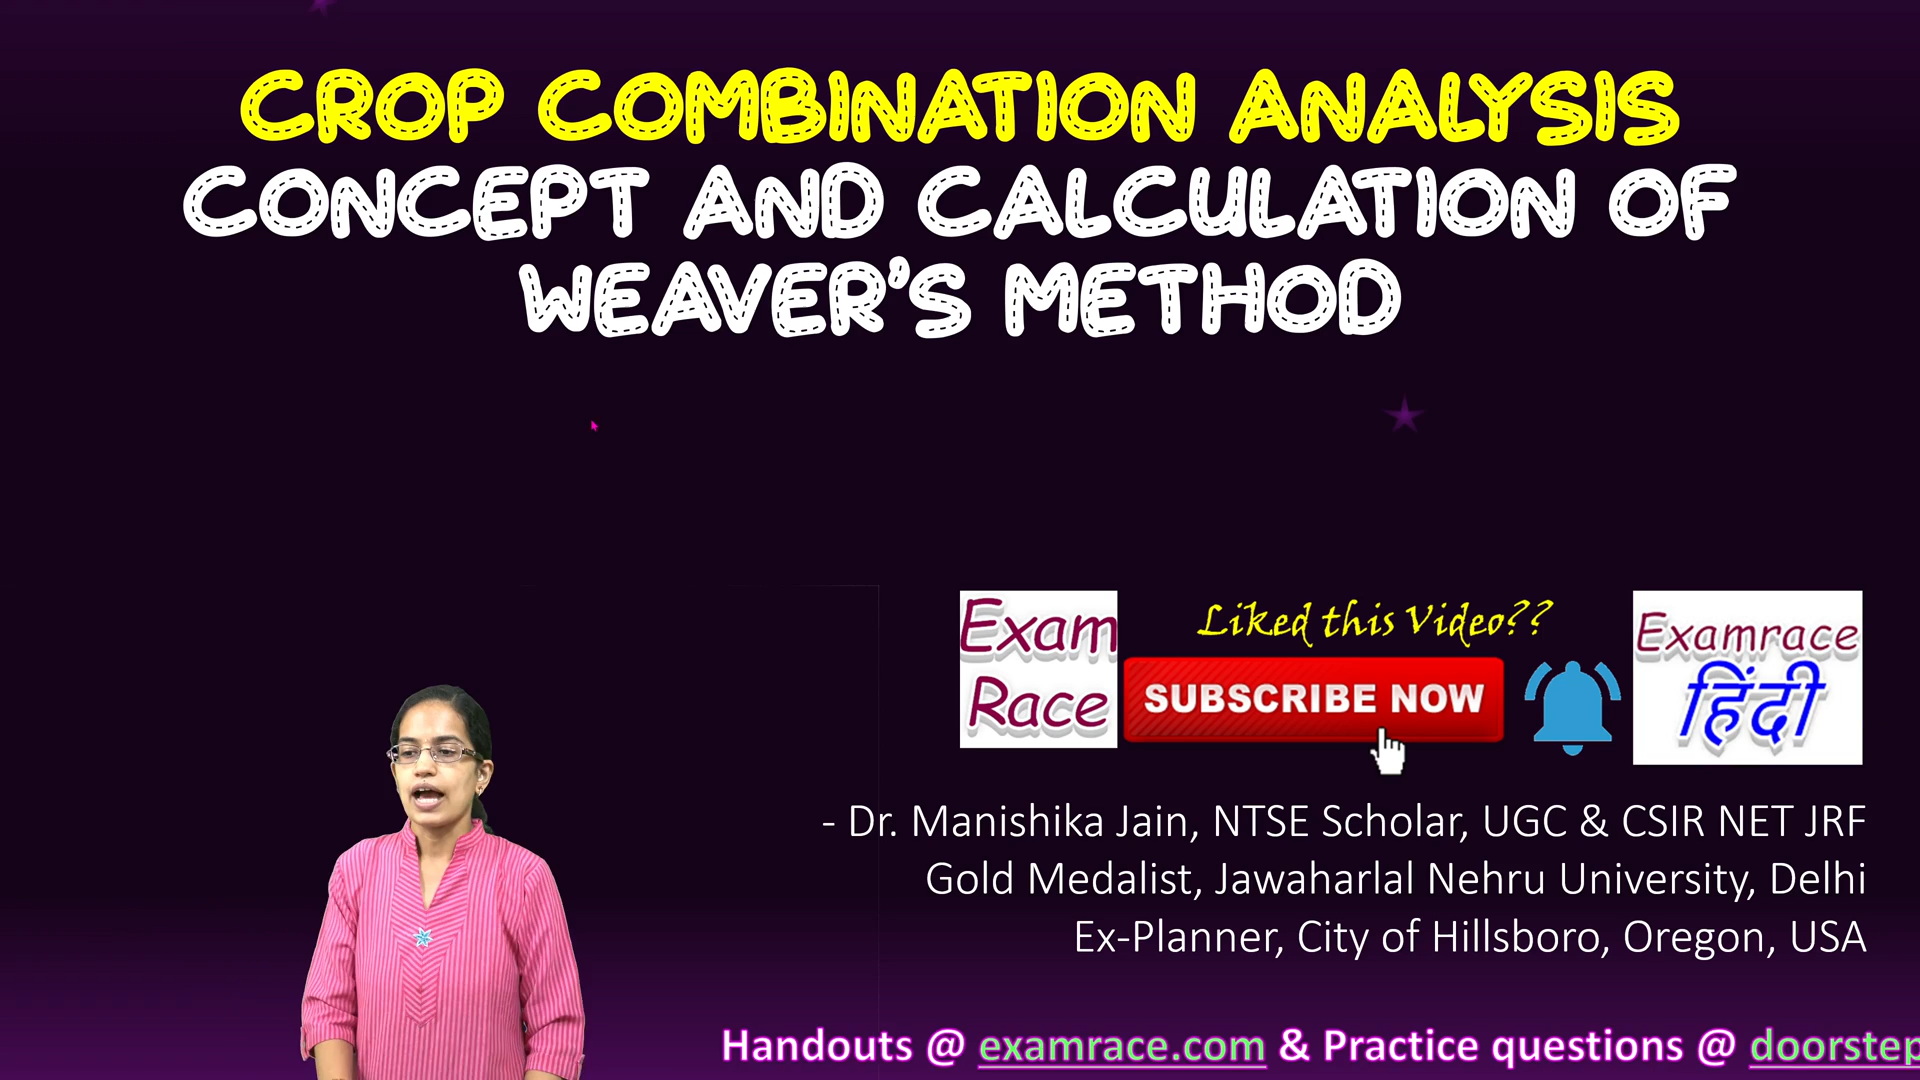 CROP COMBINATION ANALYSIS
CONCEPT AND CALCULATION OF
WEAVER'S METHOD
Exam
Race
Liked this Video??
SUBSCRIBE NOW
Examrace
हिंदी
- Dr. Manishika Jain, NTSE Scholar, UGC & CSIR NET JRF
Gold Medalist, Jawaharlal Nehru University, Delhi
Ex-Planner, City of Hillsboro, Oregon, USA
Handouts @ examrace.com & Practice questions @ doorstep